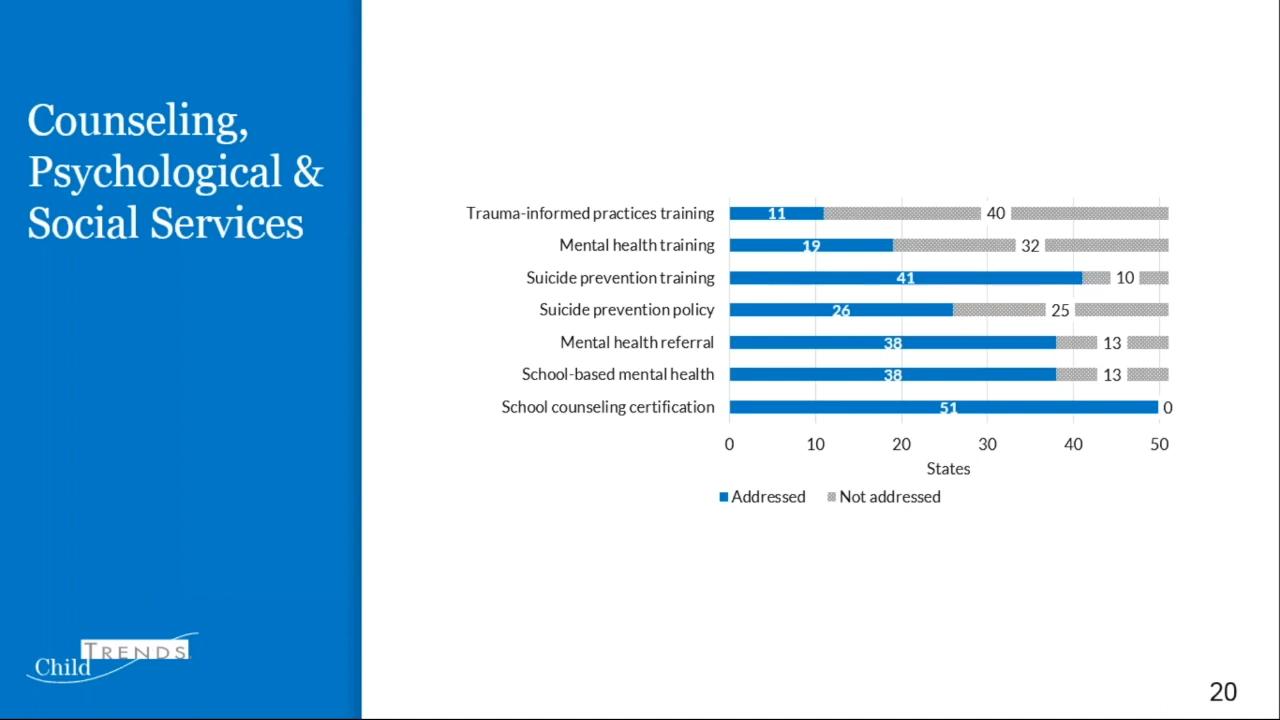 Counseling,
Psychological &
Social Services
Trauma-informed practices training 11 40
Mental health training 19 32
Suicide prevention training 41 10
Suicide prevention policy 26 25
Mental health referral 38 13
School-based mental health 38 13
School counseling certification 51 0
0 10 20 30 40 50
States
Addressed Not addressed
Child TRENDS
20